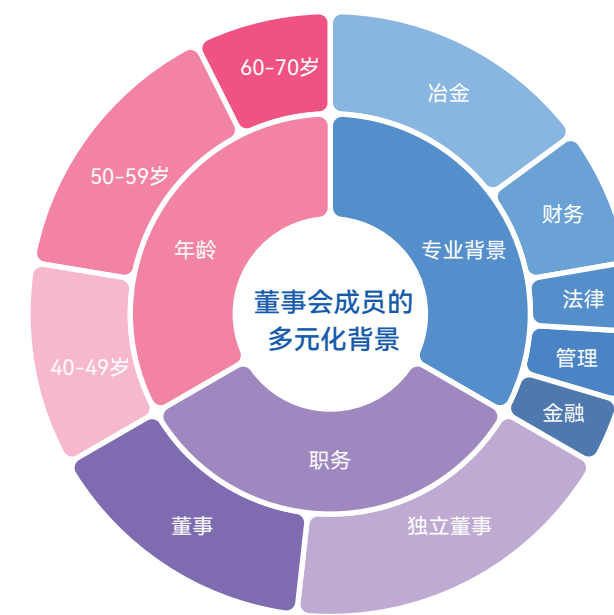 60-70岁
冶金
50-59岁
财务
年龄
专业背景
董事会成员的
多元化背景
法律
管理
40-49岁
金融
职务
董事
独立董事